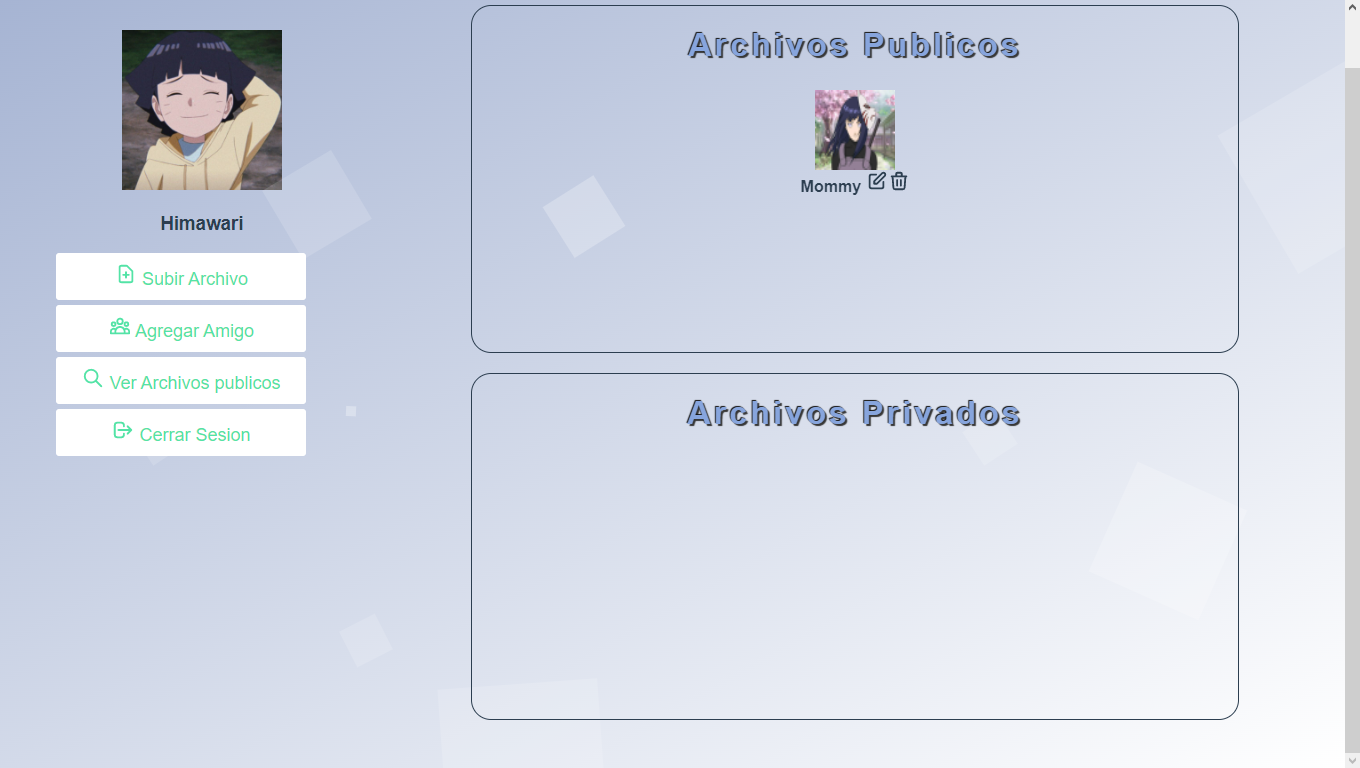 Himawari
Subir Archivo
Agregar Amigo
Ver Archivos publicos
Cerrar Sesion
Archivos Publicos
Mommy
Archivos Privados